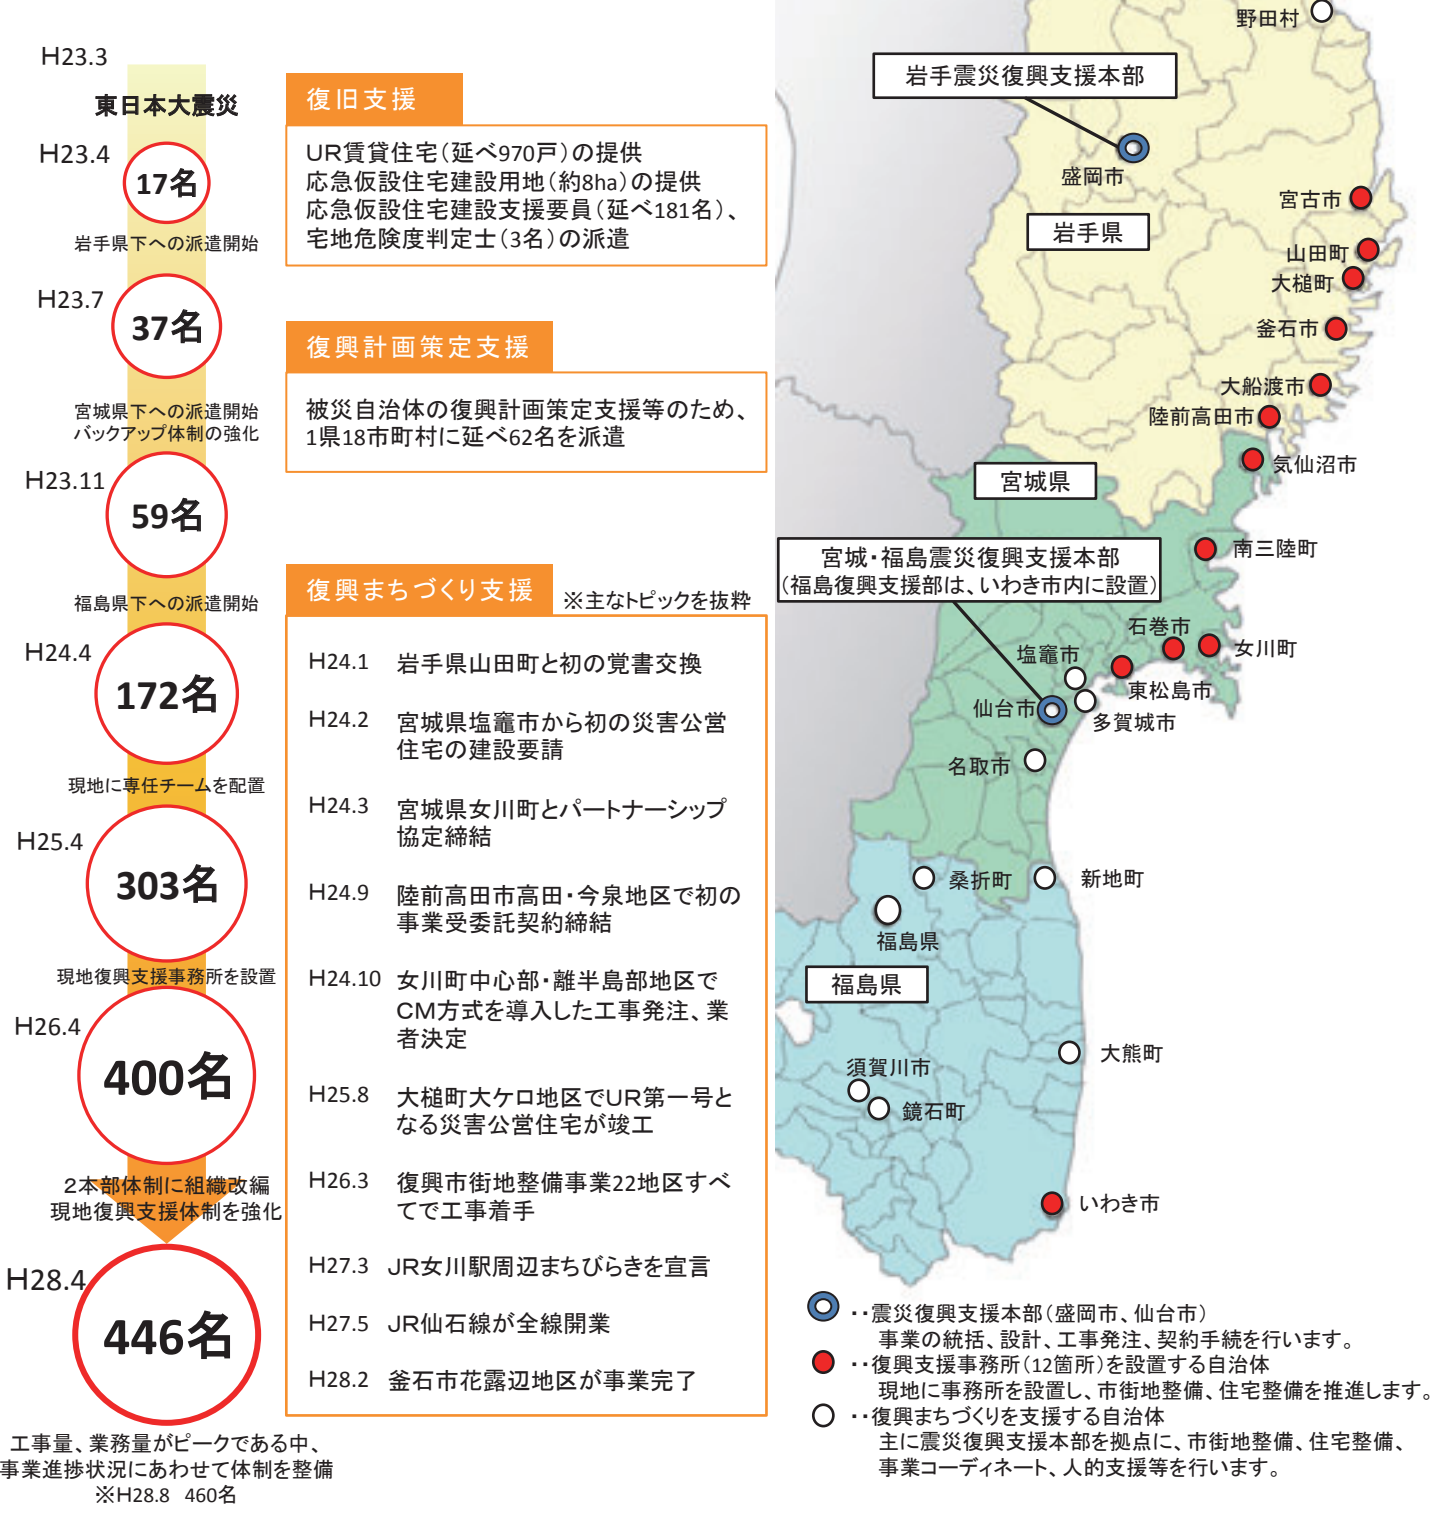 H23.3
東日本大震災
H23.4
17名
岩手県下への派遣開始
H23.7
37名
宮城県下への派遣開始
バックアップ体制の強化
H23.11
59名
福島県下への派遣開始
H24.4
172名
現地に専任チームを配置
H25.4
303名
現地復興支援事務所を設置
H26.4
400名
2本部体制に組織改編
現地復興支援体制を強化
H28.4
446名
工事量、業務量がピークである中、
事業進捗状況にあわせて体制を整備
※H28.8 460名
復旧支援
UR賃貸住宅(延べ970戸)の提供
応急仮設住宅建設用地(約8ha)の提供
応急仮設住宅建設支援要員(延べ181名)、
宅地危険度判定士(3名)の派遣
復興計画策定支援
被災自治体の復興計画策定支援等のため、
1県18市町村に延べ62名を派遣
復興まちづくり支援 ※主なトピックを抜粋
H24.1 岩手県山田町と初の覚書交換
H24.2 宮城県塩竈市から初の災害公営
住宅の建設要請
H24.3 宮城県女川町とパートナーシップ
協定締結
H24.9 陸前高田市高田・今泉地区で初の
事業受委託契約締結
H24.10 女川町中心部・離半島部地区で
CM方式を導入した工事発注、業
者決定
H25.8 大槌町大ケロ地区でUR第一号と
なる災害公営住宅が竣工
H26.3 復興市街地整備事業22地区すべ
てで工事着手
H27.3 JR女川駅周辺まちびらきを宣言
H27.5 JR仙石線が全線開業
H28.2 釜石市花露辺地区が事業完了
野田村
岩手震災復興支援本部
盛岡市
宮古市
岩手県
山田町
大槌町
釜石市
大船渡市
陸前高田市
気仙沼市
宮城県
南三陸町
宮城・福島震災復興支援本部
(福島復興支援部は、いわき市内に設置)
石巻市
女川町
塩竈市
東松島市
仙台市
多賀城市
名取市
桑折町
新地町
福島県
福島県
大熊町
須賀川市
鏡石町
いわき市
‥震災復興支援本部(盛岡市、仙台市)
事業の統括、設計、工事発注、契約手続を行います。
‥復興支援事務所(12箇所)を設置する自治体
現地に事務所を設置し、市街地整備、住宅整備を推進します。
‥復興まちづくりを支援する自治体
主に震災復興支援本部を拠点に、市街地整備、住宅整備、
事業コーディネート、人的支援等を行います。